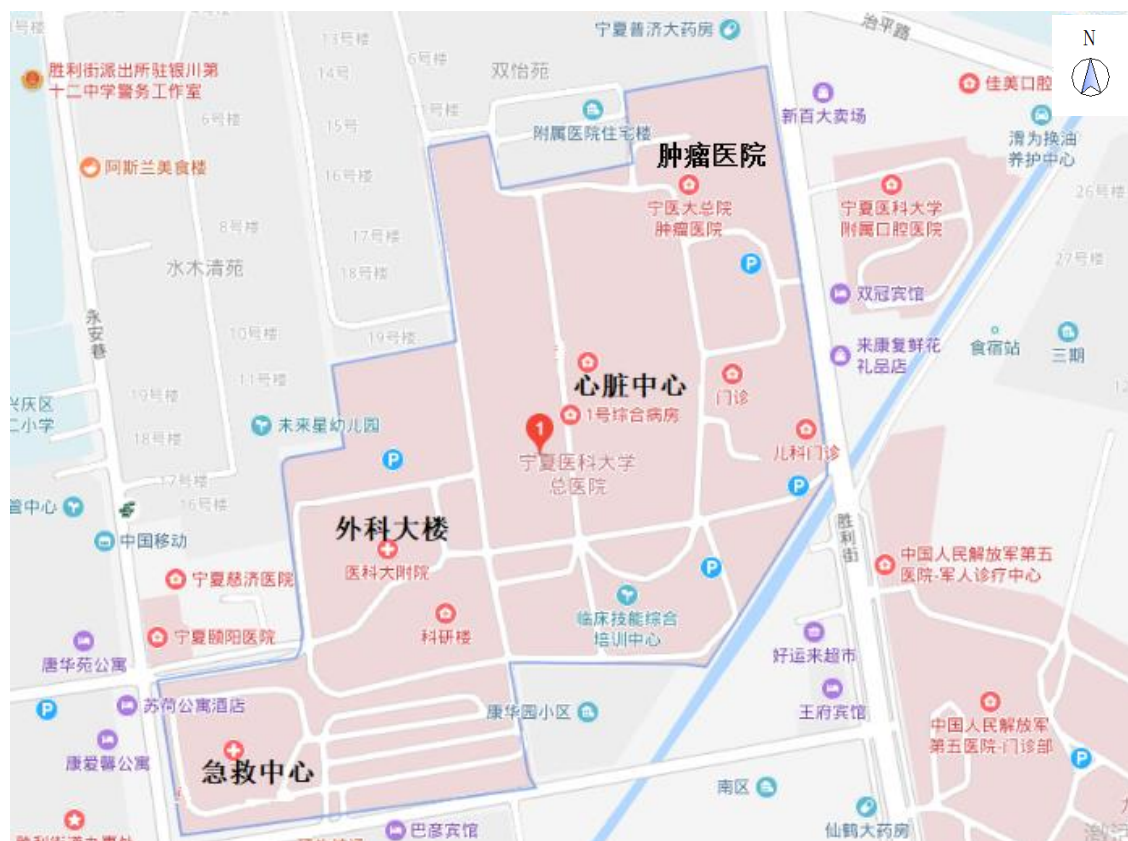 宁夏普济大药房
治平路
N
13号楼
6号楼
双怡苑
胜利街派出所驻银川第
十二中学警务工作室
14号
佳美口腔
新百大卖场
6号楼
15号
附属医院住宅楼
滑为换油
养护中心
肿瘤医院
阿斯兰美食楼
16号楼
26号楼
宁医大总院
肿瘤医院
宁夏医科大学
附属口腔医院
8号楼
17号楼
P
27号楼
水木清苑
18号楼
双冠宾馆
永安巷
10号楼
19号楼
食宿站
三期
来康复鲜花
礼品店
心脏中心
门诊
11号楼
19号楼
兴庆区
二小学
1号综合病房
1
未来星幼儿园
18号楼
儿科门诊
P
宁夏医科大学
总医院
17号楼
P
16号楼
管中心
中国移动
外科大楼
胜利街
医科大附院
中国人民解放军第五
医院-军人诊疗中心
P
宁夏慈济医院
临床技能综合
培训中心
科研楼
宁夏颐阳医院
唐华苑公寓
好运来超市
苏荷公寓酒店
P
康华园小区
王府宾馆
中国人民解放军
第五医院-门诊部
康爱馨公寓
急救中心
P
南区
巴彦宾馆
仙鹤大药房